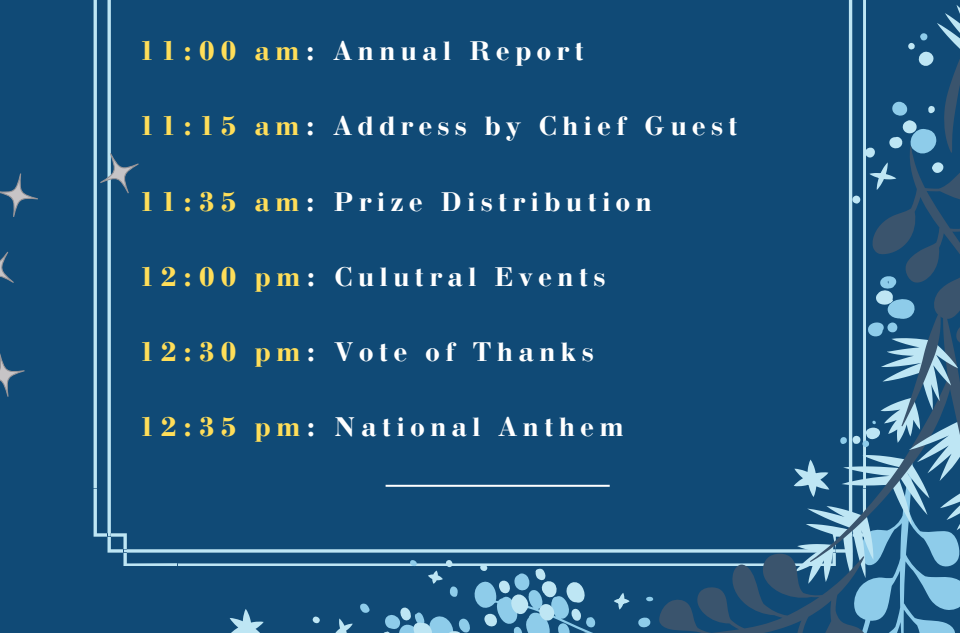 11:00 am: Annual Report
11:15 am: Address by Chief Guest
11:35 am: Prize Distribution
12:00 pm: Culutral Events
12:30 pm: Vote of Thanks
12:35 pm: National Anthem